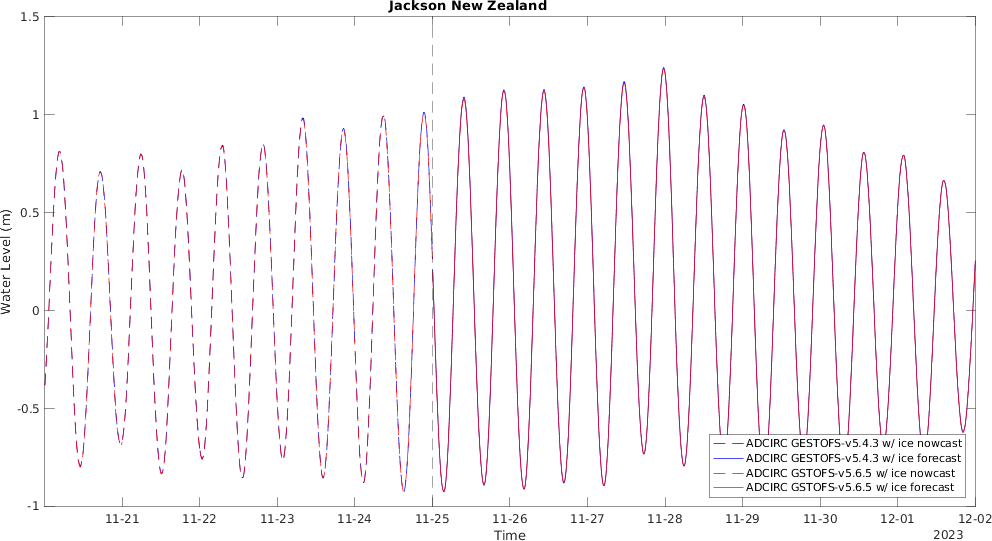 Jackson New Zealand
1.5
1
0.5
0
-0.5
-1
Water Level (m)
11-21
11-22
11-23
11-24
11-25
11-26
11-27
11-28
11-29
11-30
12-01
12-02
Time
2023
ADCIRC GESTOFS-v5.4.3 w/ ice nowcast
ADCIRC GESTOFS-v5.4.3 w/ ice forecast
ADCIRC GSTOFS-v5.6.5 w/ ice nowcast
ADCIRC GSTOFS-v5.6.5 w/ ice forecast